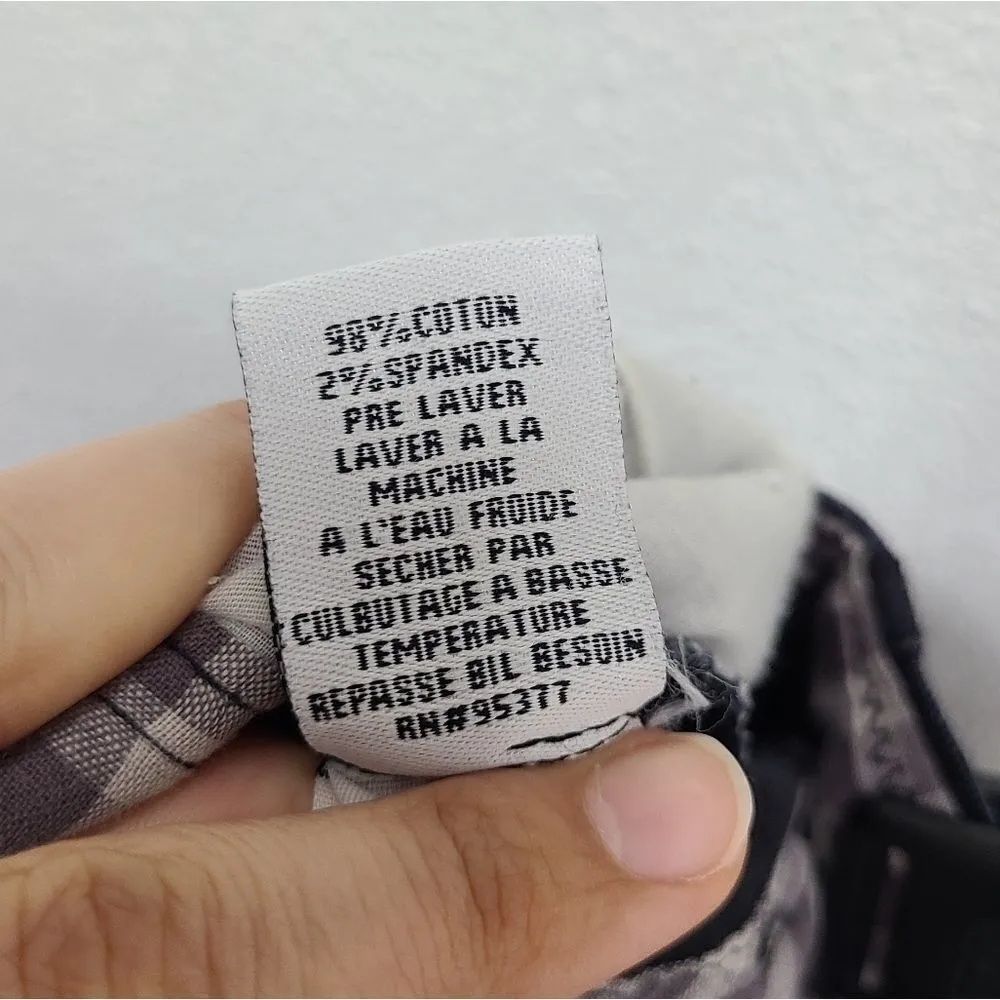 98%COTON
2%SPANDEX
PRE LAVER
LAVER A LA
MACHINE
A L'EAU FROIDE
SECHER PAR
CULBUTAGE A BASSE
TEMPERATURE
REPASSE BIL BESOIN
RN#95377